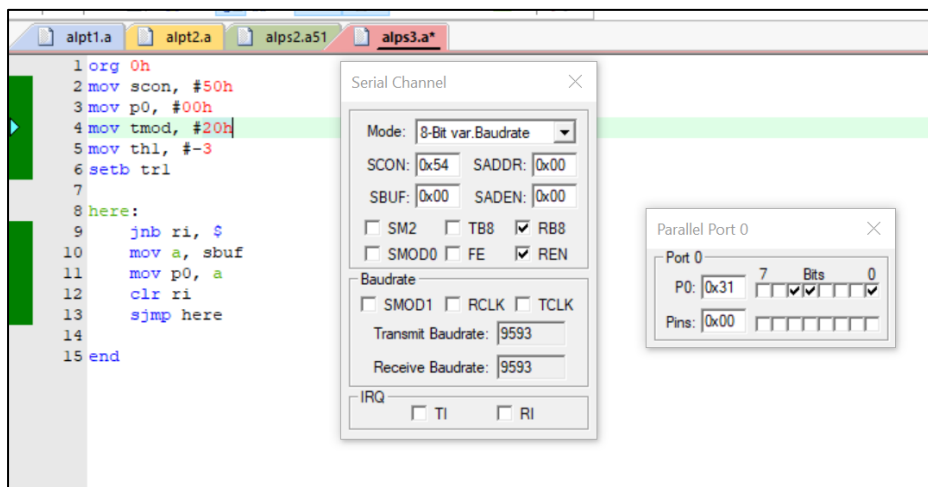 alpt1.a alpt2.a alps2.a51 alps3.a*
1 org 0h
2 mov scon, #50h
3 mov p0, #00h
4 mov tmod, #20h
5 mov th1, #-3
6 setb tr1
7
8 here:
9 jnb ri, $
10 mov a, sbuf
11 mov p0, a
12 clr ri
13 sjmp here
14
15 end
Serial Channel
Mode: 8-Bit var.Baudrate
SCON: 0x54 SADDR: 0x00
SBUF: 0x00 SADEN: 0x00
SM2 TB8 RB8
SMOD0 FE REN
Baudrate
SMOD1 RCLK TCLK
Transmit Baudrate: 9593
Receive Baudrate: 9593
IRQ
TI RI
Parallel Port 0
Port 0
7 Bits 0
P0: 0x31
Pins: 0x00